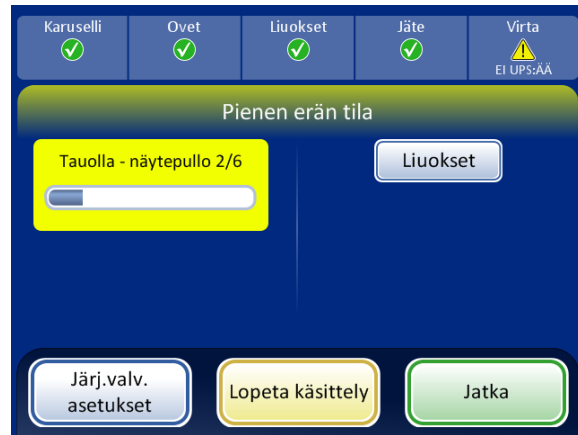 Karuselli
Ovet
Liuokset
Jäte
Virta
EI UPS:ÄÄ
Pienen erän tila
Tauolla - näytepullo 2/6
Liuokset
Järj.valv.
asetukset
Lopeta käsittely
Jatka